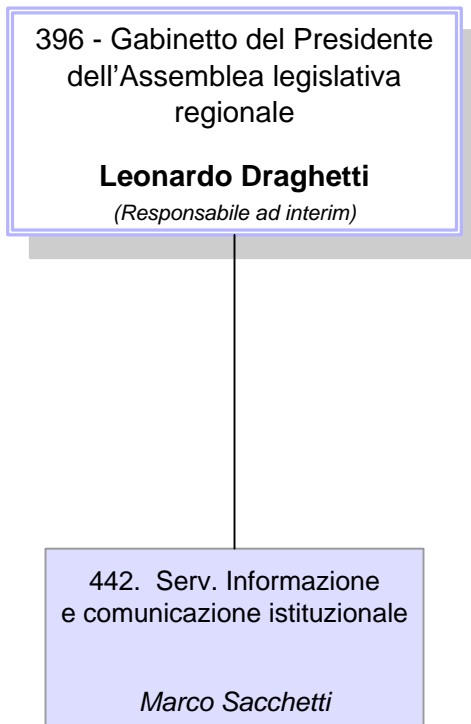 396 - Gabinetto del Presidente
dell'Assemblea legislativa
regionale
Leonardo Draghetti
(Responsabile ad interim)
442.  Serv. Informazione
e comunicazione istituzionale
Marco Sacchetti